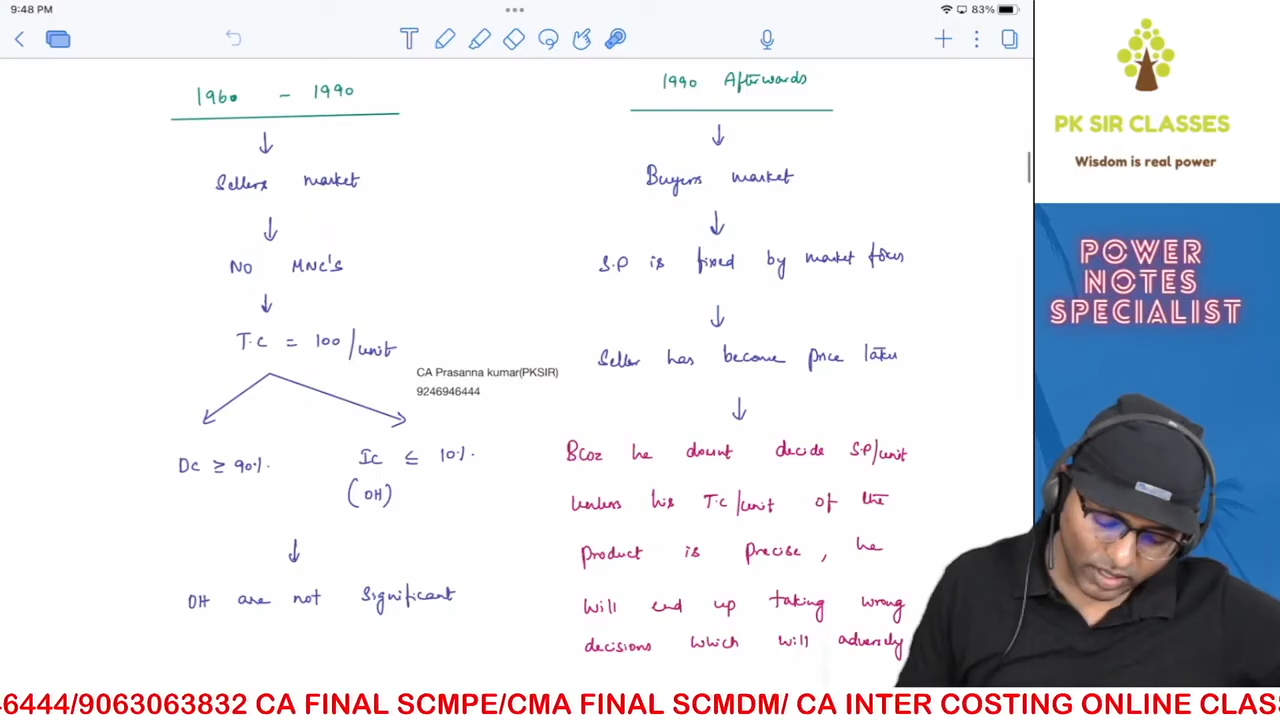 9:48 PM
83%
1960 - 1990
Sellers market
NO MNC's
T.C = 100/unit
DC ≥ 90%.
IC ≤ 10%.
(OH)
OH are not significant
CA Prasanna kumar(PKSIR)
9246946444
1990 Afterwards
Buyers market
S.P is fixed by market forces
Seller has become price taker
BCoz he dount decide S.P/unit
Unless his T.C/unit of the
Product is Precise, he
will end up taking wrong
decisions which will adversely
PK SIR CLASSES
Wisdom is real power
POWER
NOTES
SPECIALIST
46444/9063063832 CA FINAL SCMPE/CMA FINAL SCMDM/ CA INTER COSTING ONLINE CLAS